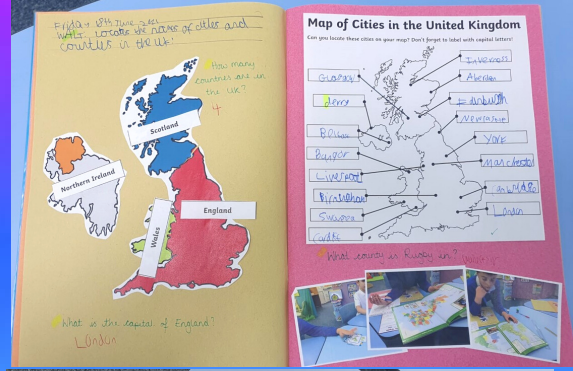 Friday 18th June 2021
WALT: Locate the names of cities and
counties in the UK.
How many
countries are in
the UK?
4
Scotland
Northern Ireland
England
Wales
What is the capital of England?
London
Map of Cities in the United Kingdom
Can you locate these cities on your map? Don't forget to label with capital letters!
Inverness
Glasgow
Aberdeen
Derry
Edinburgh
Newcastle
York
Bangor
Manchester
Liverpool
Birmingham
Cambridge
Swansea
London
Cardiff
What county is Rugby in?